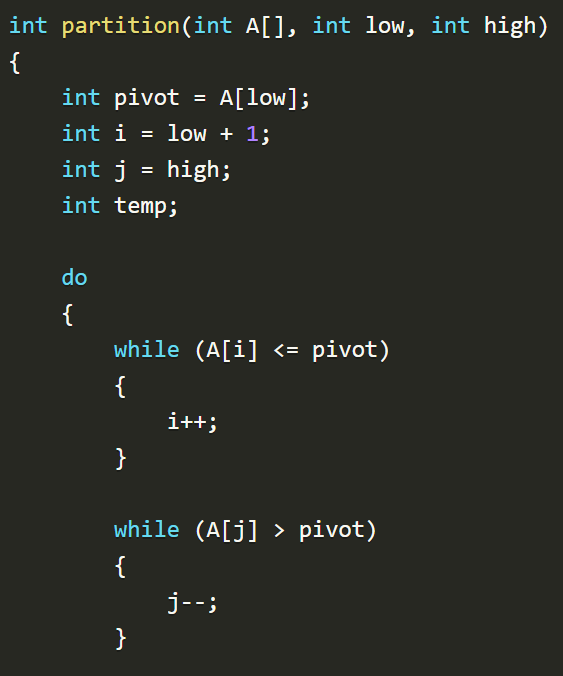 int partition(int A[], int low, int high)
{
    int pivot = A[low];
    int i = low + 1;
    int j = high;
    int temp;

    do
    {
        while (A[i] <= pivot)
        {
            i++;
        }

        while (A[j] > pivot)
        {
            j--;
        }